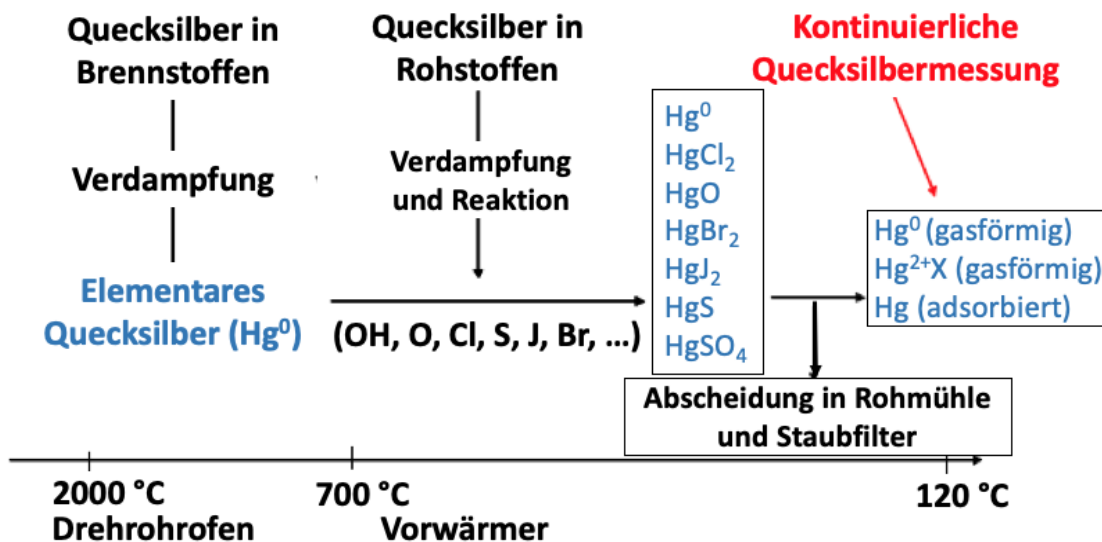 Quecksilber in
Brennstoffen
Verdampfung
Elementares
Quecksilber (Hg⁰)
Quecksilber in
Rohstoffen
Verdampfung
und Reaktion
(OH, O, Cl, S, J, Br, ...)
Hg⁰
HgCl₂
HgO
HgBr₂
HgJ₂
HgS
HgSO₄
Kontinuierliche
Quecksilbermessung
Hg⁰ (gasförmig)
Hg²⁺X (gasförmig)
Hg (adsorbiert)
Abscheidung in Rohmühle
und Staubfilter
2000 °C
Drehrohrofen
700 °C
Vorwärmer
120 °C